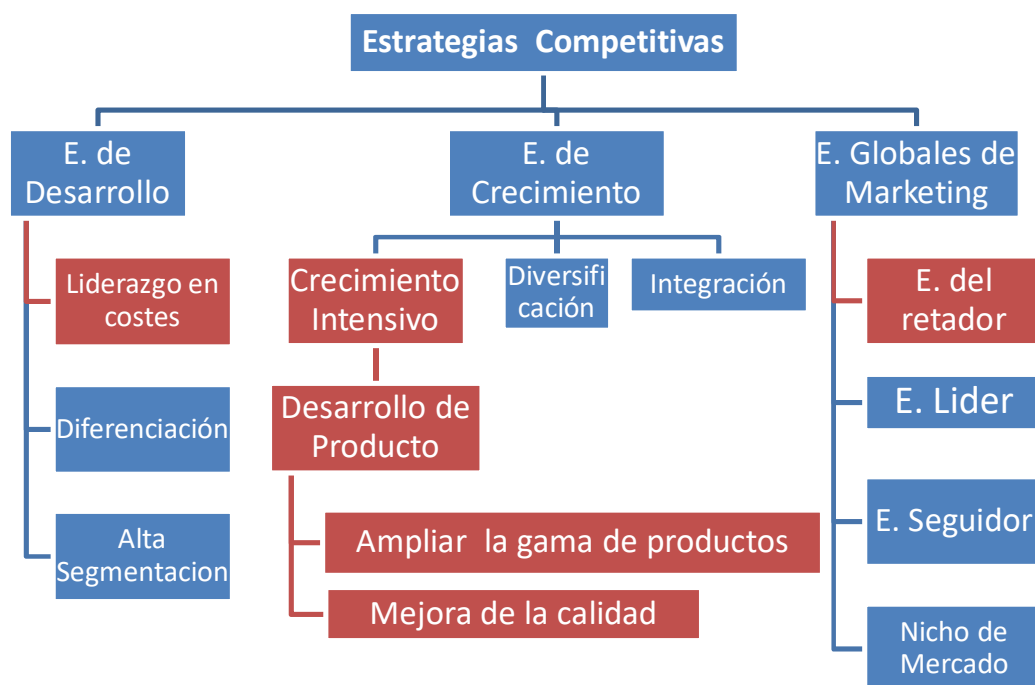 Estrategias Competitivas
E. de
Desarrollo
E. de
Crecimiento
E. Globales de
Marketing
Liderazgo en
costes
Diferenciación
Alta
Segmentacion
Crecimiento
Intensivo
Diversifi
cación
Integración
Desarrollo de
Producto
Ampliar la gama de productos
Mejora de la calidad
E. del
retador
E. Lider
E. Seguidor
Nicho de
Mercado